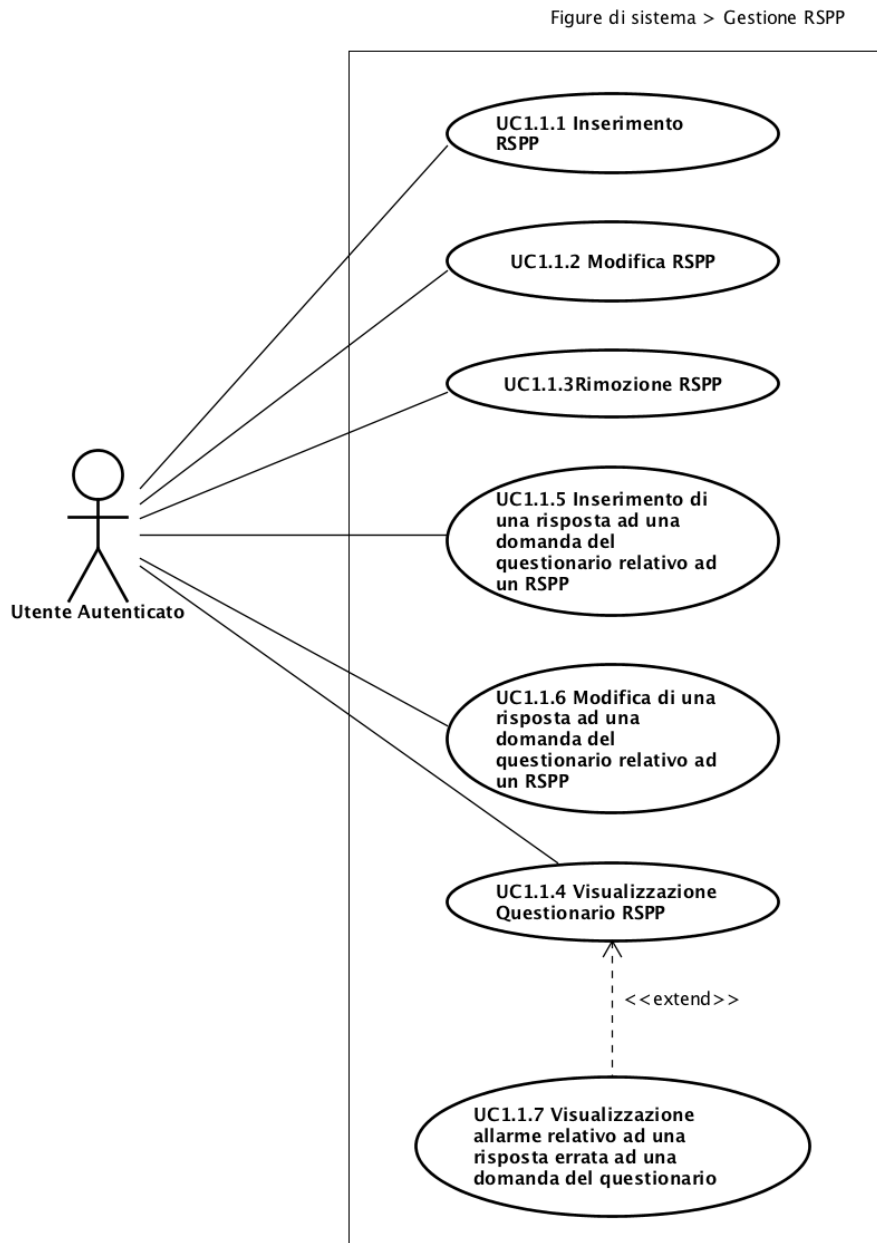 Figure di sistema > Gestione RSPP
UC1.1.1 Inserimento
RSPP
UC1.1.2 Modifica RSPP
UC1.1.3Rimozione RSPP
UC1.1.5 Inserimento di
una risposta ad una
domanda del
questionario relativo ad
un RSPP
Utente Autenticato
UC1.1.6 Modifica di una
risposta ad una
domanda del
questionario relativo ad
un RSPP
UC1.1.4 Visualizzazione
Questionario RSPP
<<extend>>
UC1.1.7 Visualizzazione
allarme relativo ad una
risposta errata ad una
domanda del questionario